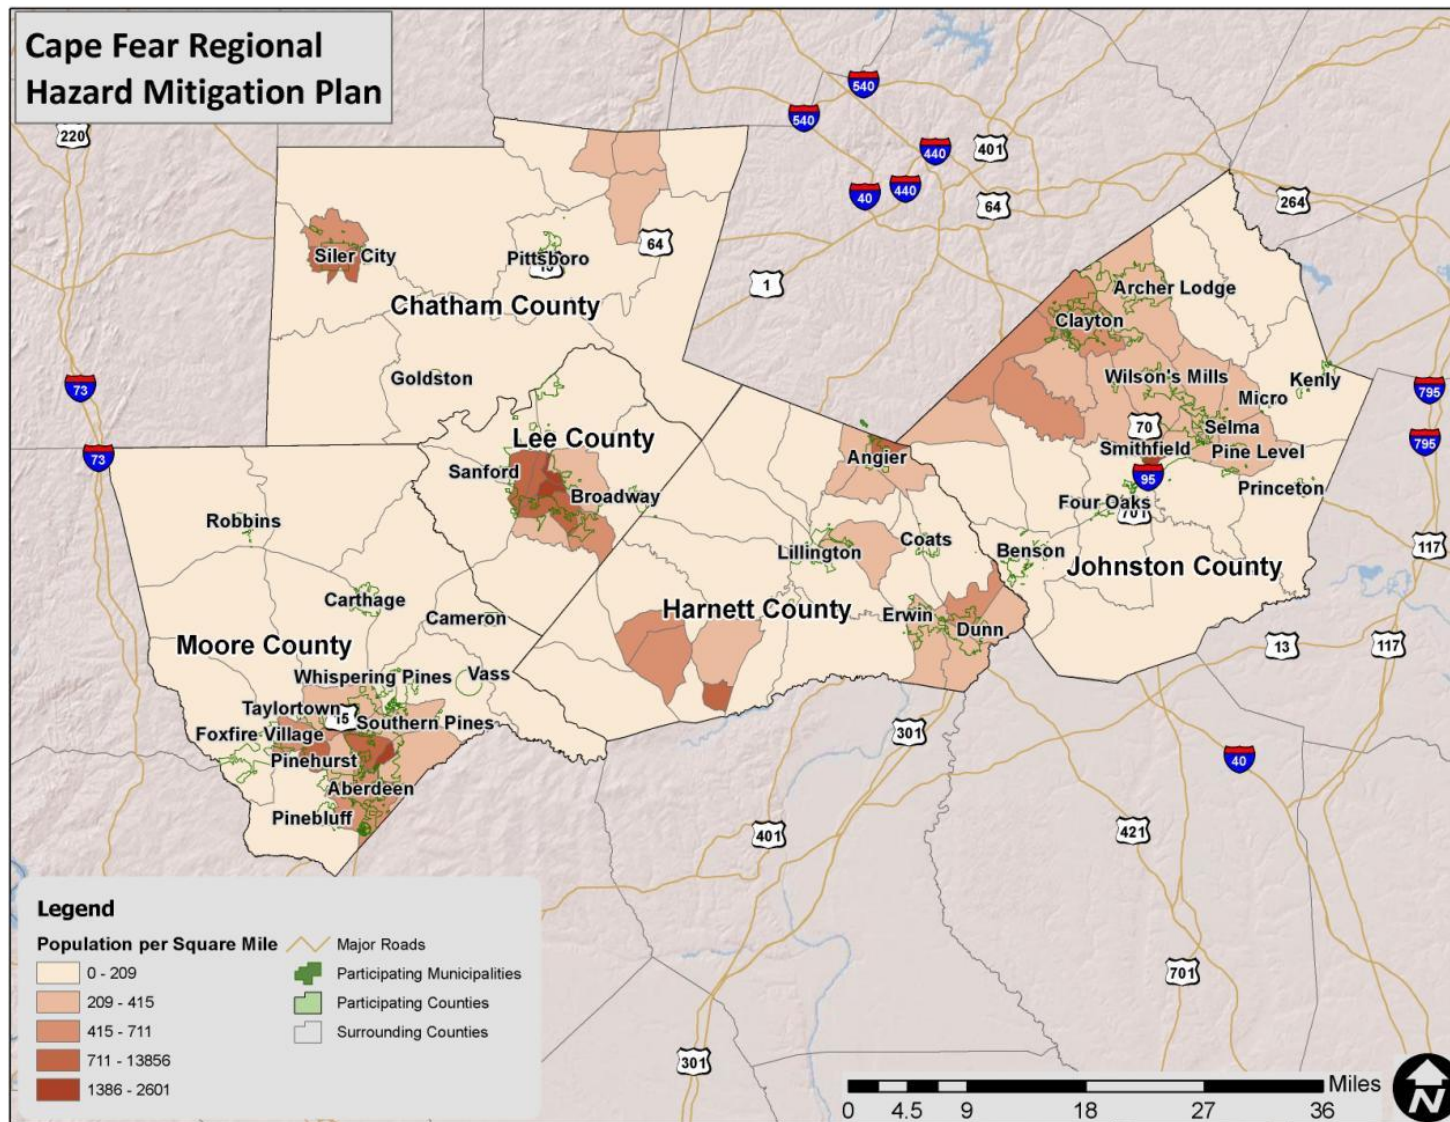 Cape Fear Regional
Hazard Mitigation Plan
220
540
540
440
401
440
40
64
264
64
1
Siler City
Pittsboro
15
Chatham County
Archer Lodge
Clayton
Goldston
73
Wilson's Mills
Kenly
795
Micro
70
Selma
795
Lee County
73
Angier
Smithfield
Pine Level
Sanford
95
Broadway
Princeton
Four Oaks
701
Robbins
Lillington
Coats
Benson
117
Johnston County
Carthage
Harnett County
Cameron
Erwin
Dunn
Moore County
13
117
Whispering Pines
Vass
Taylortown
15
Southern Pines
Foxfire Village
301
Pinehurst
40
Aberdeen
Pinebluff
401
421
701
301
Legend
Population per Square Mile
0 - 209
209 - 415
415 - 711
711 - 13856
1386 - 2601
Major Roads
Participating Municipalities
Participating Counties
Surrounding Counties
Miles
0 4.5 9 18 27 36
N